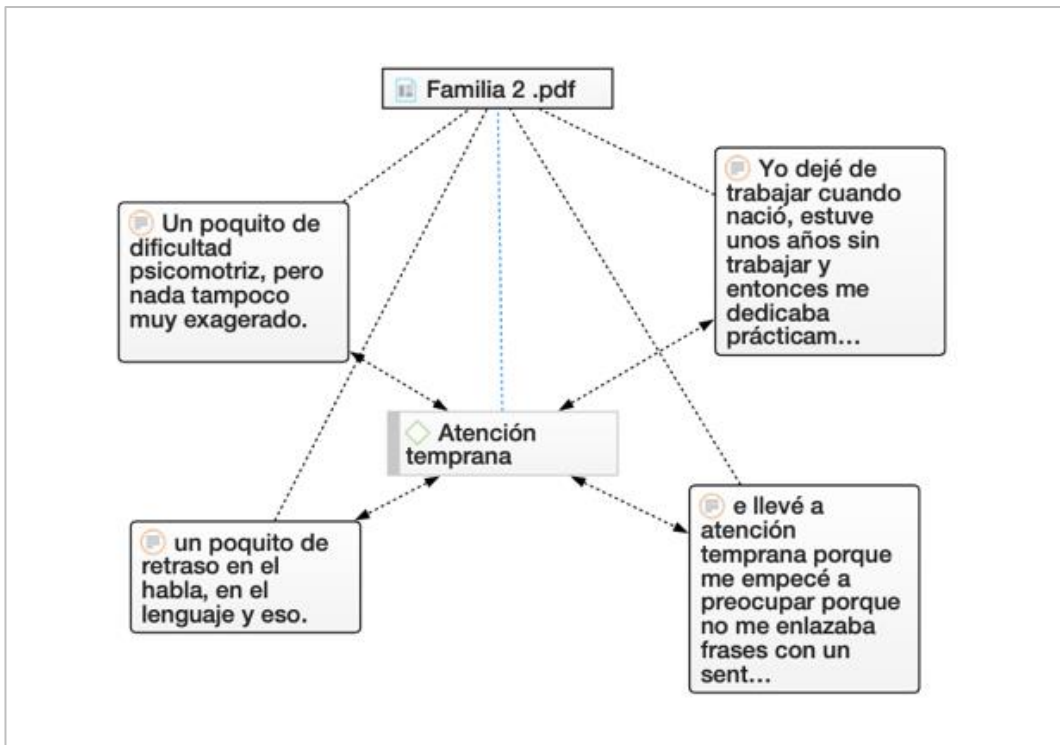 Familia 2 .pdf
Un poquito de
dificultad
psicomotriz, pero
nada tampoco
muy exagerado.
Yo dejé de
trabajar cuando
nació, estuve
unos años sin
trabajar y
entonces me
dedicaba
prácticam...
Atención
temprana
un poquito de
retraso en el
habla, en el
lenguaje y eso.
e llevé a
atención
temprana porque
me empecé a
preocupar porque
no me enlazaba
frases con un
sent...